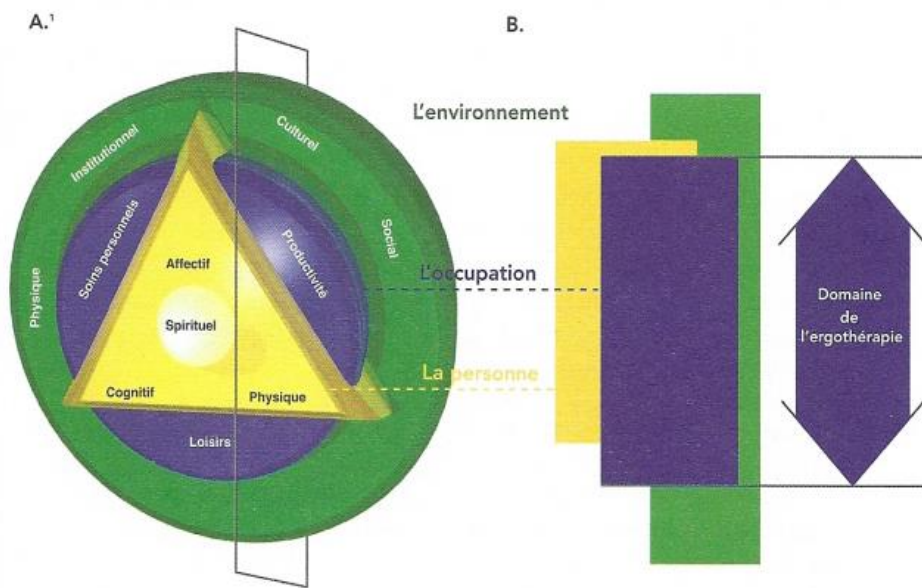 A.¹
B.
L'environnement
Institutionnel
Culturel
Physique
Soins personnels
Productivité
Social
Affectif
L'occupation
Spirituel
Domaine
de
l'ergothérapie
La personne
Cognitif
Physique
Loisirs